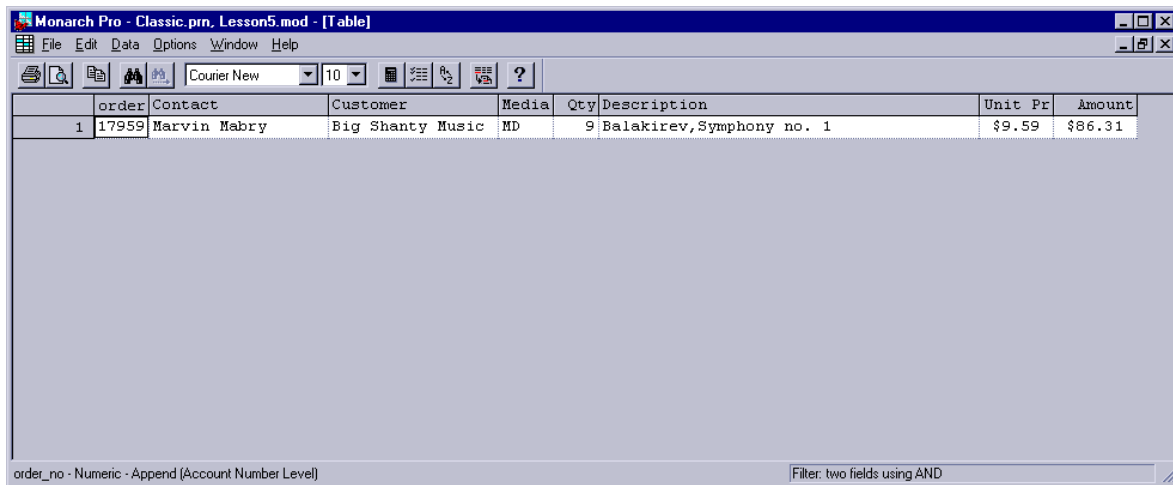 Monarch Pro - Classic.prn, Lesson5.mod - [Table]
File Edit Data Options Window Help
Courier New 10 A Z ?
order Contact Customer Media Qty Description Unit Pr Amount
1 17959 Marvin Mabry Big Shanty Music MD 9 Balakirev,Symphony no. 1 $9.59 $86.31
order_no - Numeric - Append (Account Number Level) Filter: two fields using AND